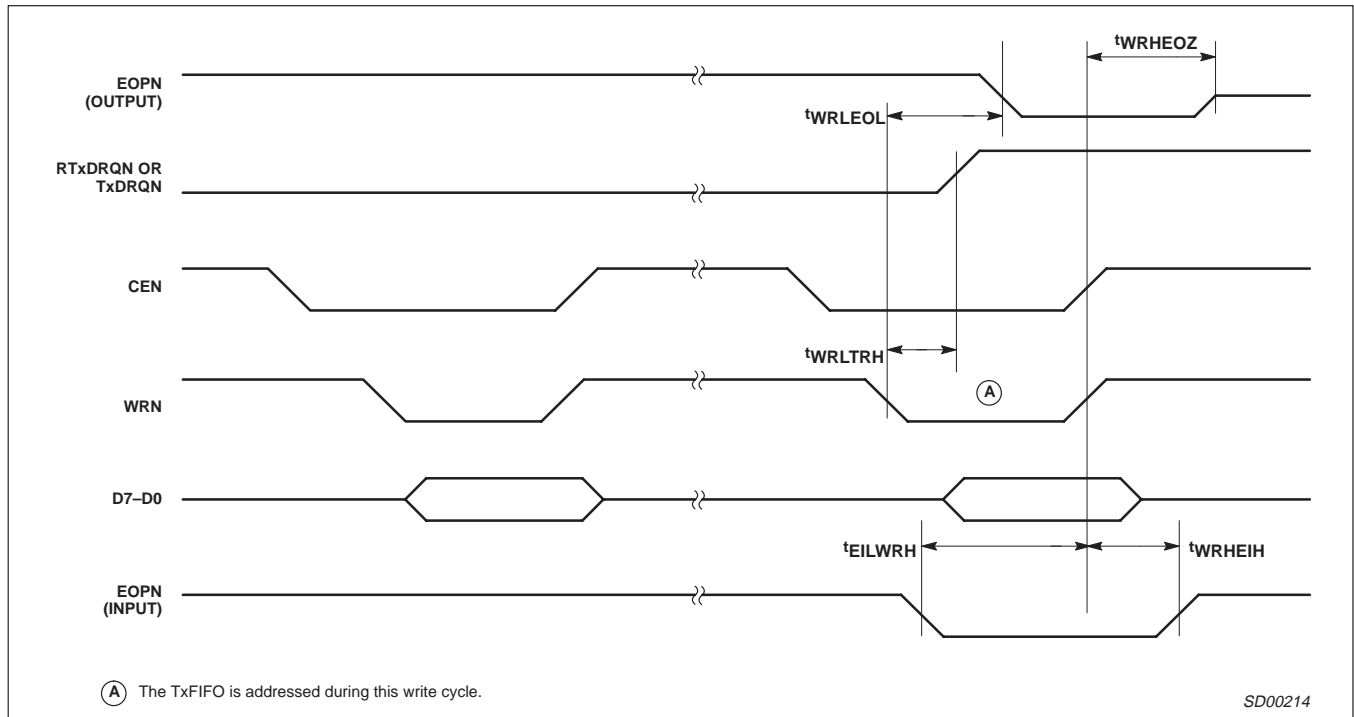 tWRHEOZ
EOPN
(OUTPUT)
tWRLEOL
RTxDRQN OR
TxDRQN
CEN
tWRLTRH
A
WRN
D7–D0
tEILWRH
tWRHEIH
EOPN
(INPUT)
A The TxFIFO is addressed during this write cycle.
SD00214